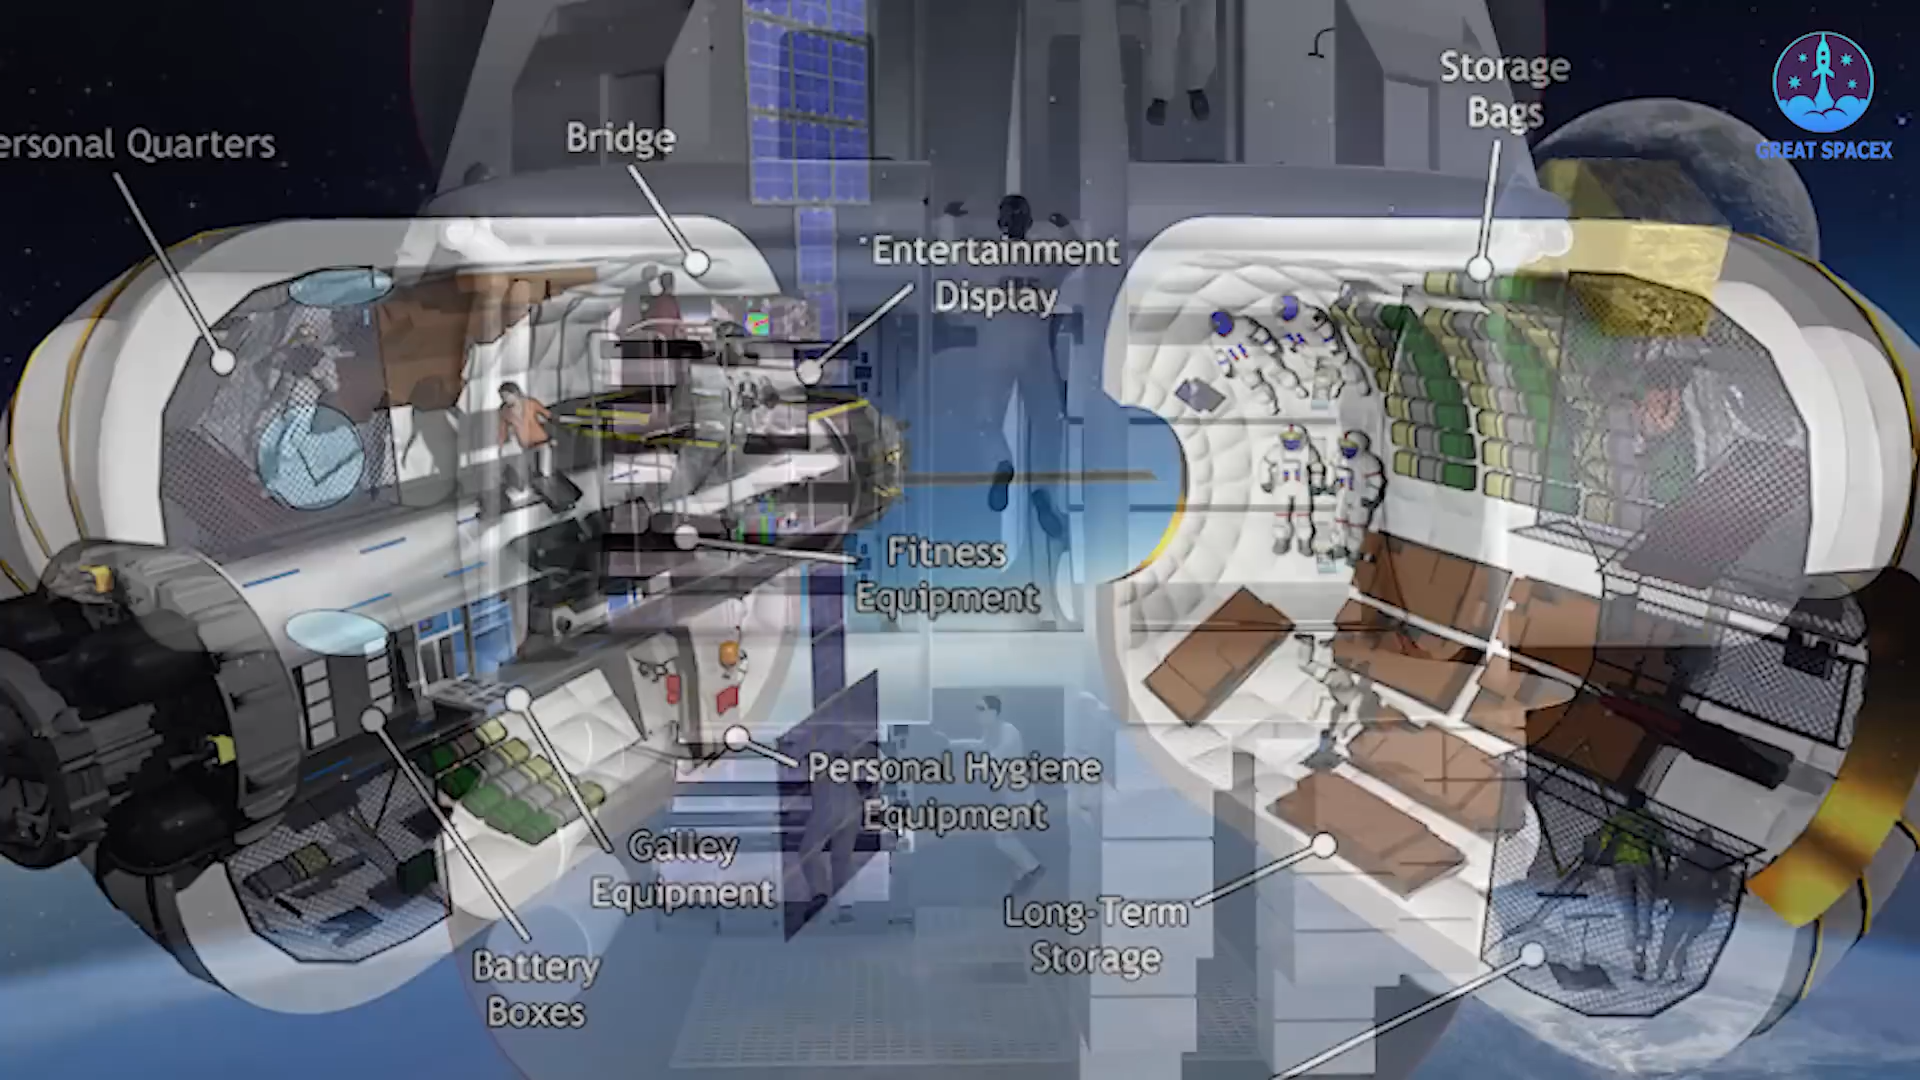 Storage
Bags
GREAT SPACEX
ersonal Quarters
Bridge
Entertainment
Display
Fitness
Equipment
Personal Hygiene
Equipment
Galley
Equipment
Long-Term
Storage
Battery
Boxes